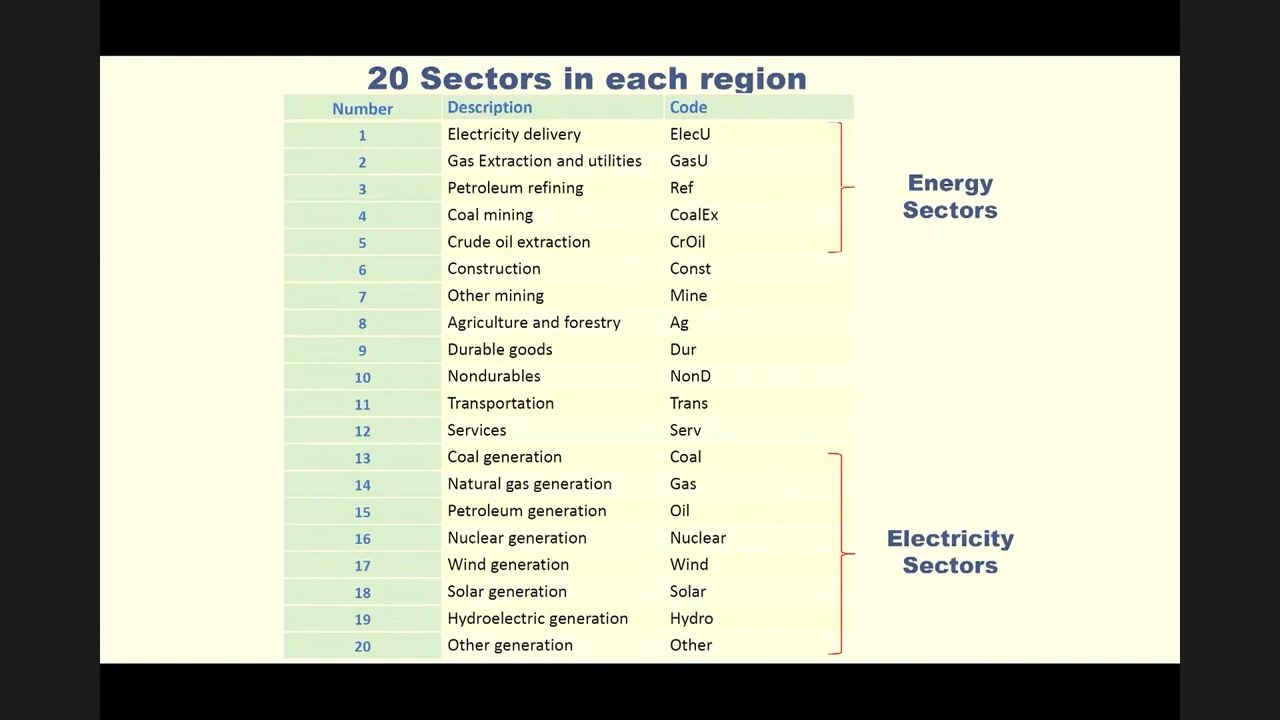 20 Sectors in each region
Number Description Code
1 Electricity delivery ElecU
2 Gas Extraction and utilities GasU
3 Petroleum refining Ref
4 Coal mining CoalEx
5 Crude oil extraction CrOil
Energy
Sectors
6 Construction Const
7 Other mining Mine
8 Agriculture and forestry Ag
9 Durable goods Dur
10 Nondurables NonD
11 Transportation Trans
12 Services Serv
13 Coal generation Coal
14 Natural gas generation Gas
15 Petroleum generation Oil
16 Nuclear generation Nuclear
17 Wind generation Wind
18 Solar generation Solar
19 Hydroelectric generation Hydro
20 Other generation Other
Electricity
Sectors